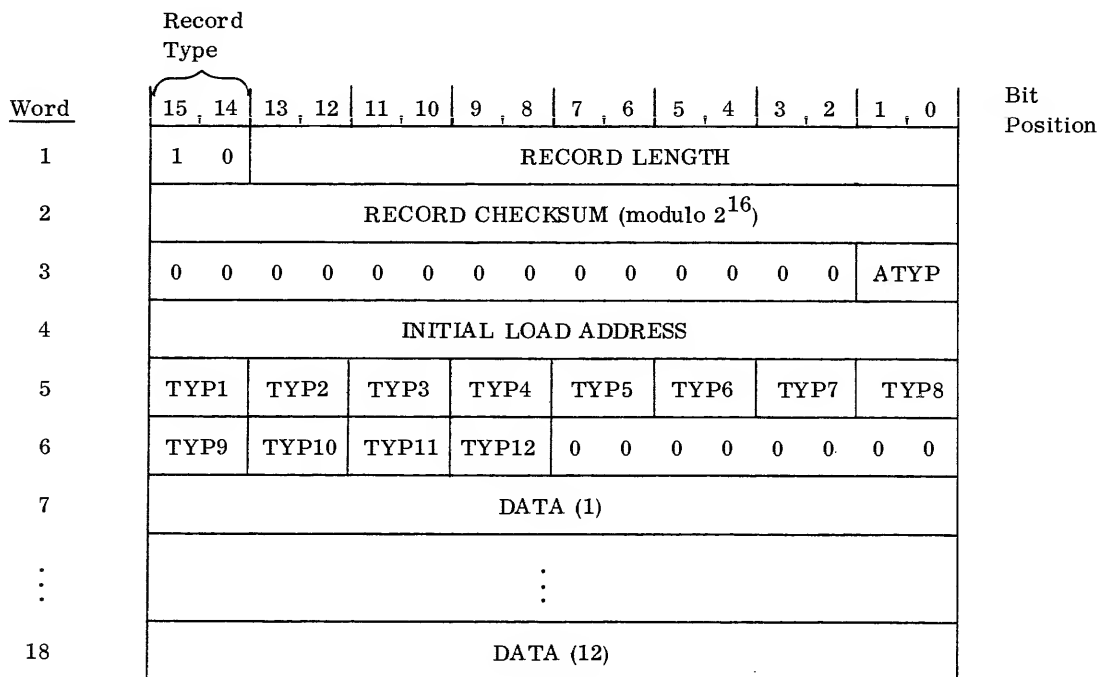 Record
Type
Word 15 14 13 12 11 10 9 8 7 6 5 4 3 2 1 0 Bit
Position
1 1 0 RECORD LENGTH
2 RECORD CHECKSUM (modulo 2^16)
3 0 0 0 0 0 0 0 0 0 0 0 0 0 0 ATYP
4 INITIAL LOAD ADDRESS
5 TYP1 TYP2 TYP3 TYP4 TYP5 TYP6 TYP7 TYP8
6 TYP9 TYP10 TYP11 TYP12 0 0 0 0 0 0 0 0
7 DATA (1)
18 DATA (12)